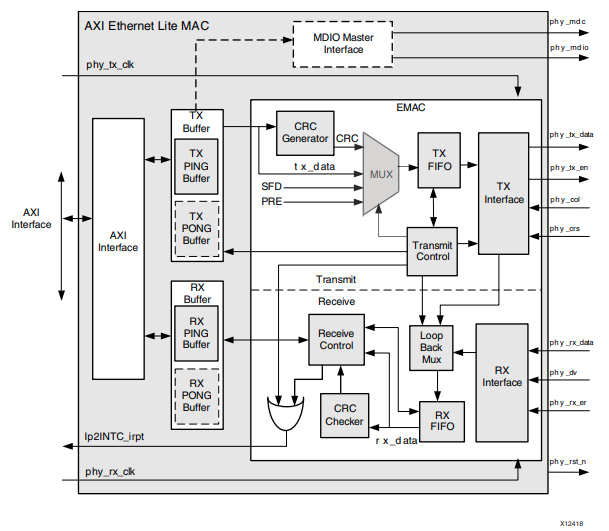 AXI Ethernet Lite MAC
MDIO Master
Interface
phy_mdc
phy_mdio
phy_tx_clk
TX
Buffer
TX
PING
Buffer
TX
PONG
Buffer
EMAC
CRC
Generator
CRC
tx_data
SFD
PRE
MUX
TX
FIFO
TX
Interface
phy_tx_data
phy_tx_en
phy_col
phy_crs
AXI
Interface
AXI
Interface
Transmit
Control
Transmit
Receive
RX
Buffer
RX
PING
Buffer
RX
PONG
Buffer
Receive
Control
Loop
Back
Mux
RX
Interface
phy_rx_data
phy_dv
phy_rx_er
CRC
Checker
RX
FIFO
rx_data
Ip2INTC_irpt
phy_rx_clk
phy_rst_n
X12418